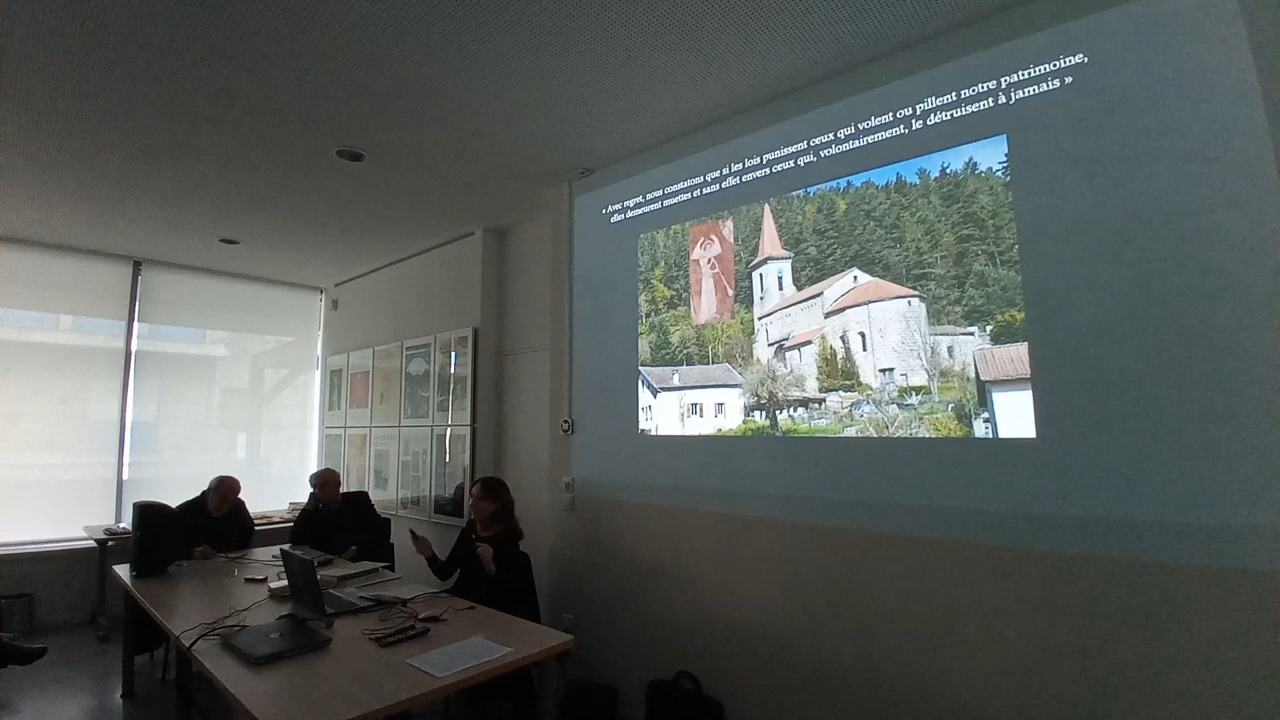 « Avec regret, nous constatons que si les lois punissent ceux qui volent ou pillent notre patrimoine,
elles demeurent muettes et sans effet envers ceux qui, volontairement, le détruisent à jamais »